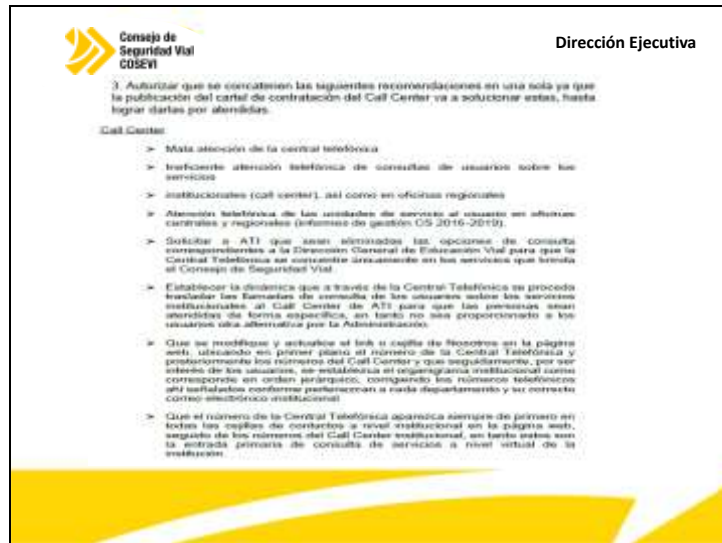 Consejo de
Seguridad Vial
COSEVI
Dirección Ejecutiva
3. Autorizar que se concatenen las siguientes recomendaciones en una sola ya que
la publicación del cartel de contratación del Call Center va a solucionar estas, hasta
lograr darlas por atendidas.
Call Center
➢ Mala atención de la central telefónica
➢ Ineficiente atención telefónica de consultas de usuarios sobre los
servicios
➢ institucionales (call center), así como en oficinas regionales
➢ Atención telefónica de las unidades de servicio al usuario en oficinas
centrales y regionales (informes de gestión CS 2016-2019).
➢ Solicitar a ATI que sean eliminadas las opciones de consulta
correspondientes a la Dirección General de Educación Vial para que la
Central Telefónica se concentre únicamente en los servicios que brinda
el Consejo de Seguridad Vial.
➢ Establecer la dinámica que a través de la Central Telefónica se proceda
trasladar las llamadas de consulta de los usuarios sobre los servicios
institucionales al Call Center de ATI para que las personas sean
atendidas de forma específica, en tanto no sea proporcionado a los
usuarios otra alternativa por la Administración.
➢ Que se modifique y actualice el link o cejilla de Nosotros en la página
web, ubicando en primer plano el número de la Central Telefónica y
posteriormente los números del Call Center y que seguidamente, por ser
interés de los usuarios, se establezca el organigrama institucional como
corresponde en orden jerárquico, corrigiendo los números telefónicos
ahí señalados conforme pertenezcan a cada departamento y su correcto
correo electrónico institucional
➢ Que el número de la Central Telefónica aparezca siempre de primero en
todas las cejillas de contactos a nivel institucional en la página web,
seguido de los números del Call Center institucional, en tanto estos son
la entrada primaria de consulta de servicios a nivel virtual de la
institución.